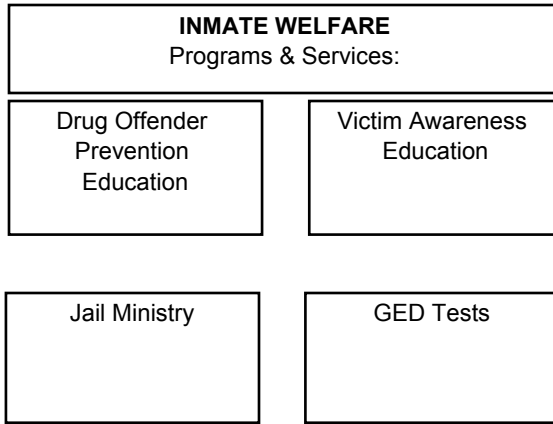 INMATE WELFARE
Programs & Services:
Drug Offender
Prevention
Education
Victim Awareness
Education
Jail Ministry
GED Tests